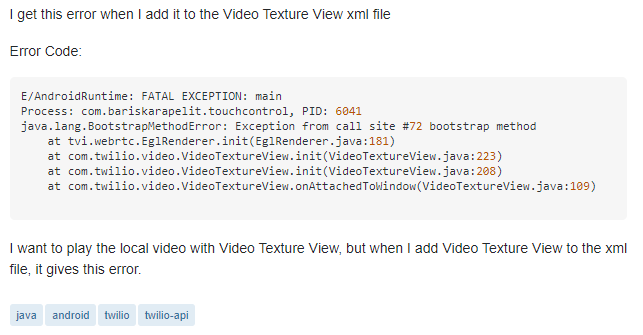 I get this error when I add it to the Video Texture View xml file
Error Code:
E/AndroidRuntime: FATAL EXCEPTION: main
Process: com.bariskarapelit.touchcontrol, PID: 6041
java.lang.BootstrapMethodError: Exception from call site #72 bootstrap method
at tvi.webrtc.EglRenderer.init(EglRenderer.java:181)
at com.twilio.video.VideoTextureView.init(VideoTextureView.java:223)
at com.twilio.video.VideoTextureView.init(VideoTextureView.java:208)
at com.twilio.video.VideoTextureView.onAttachedToWindow(VideoTextureView.java:109)
I want to play the local video with Video Texture View, but when I add Video Texture View to the xml
file, it gives this error.
java android twilio twilio-api